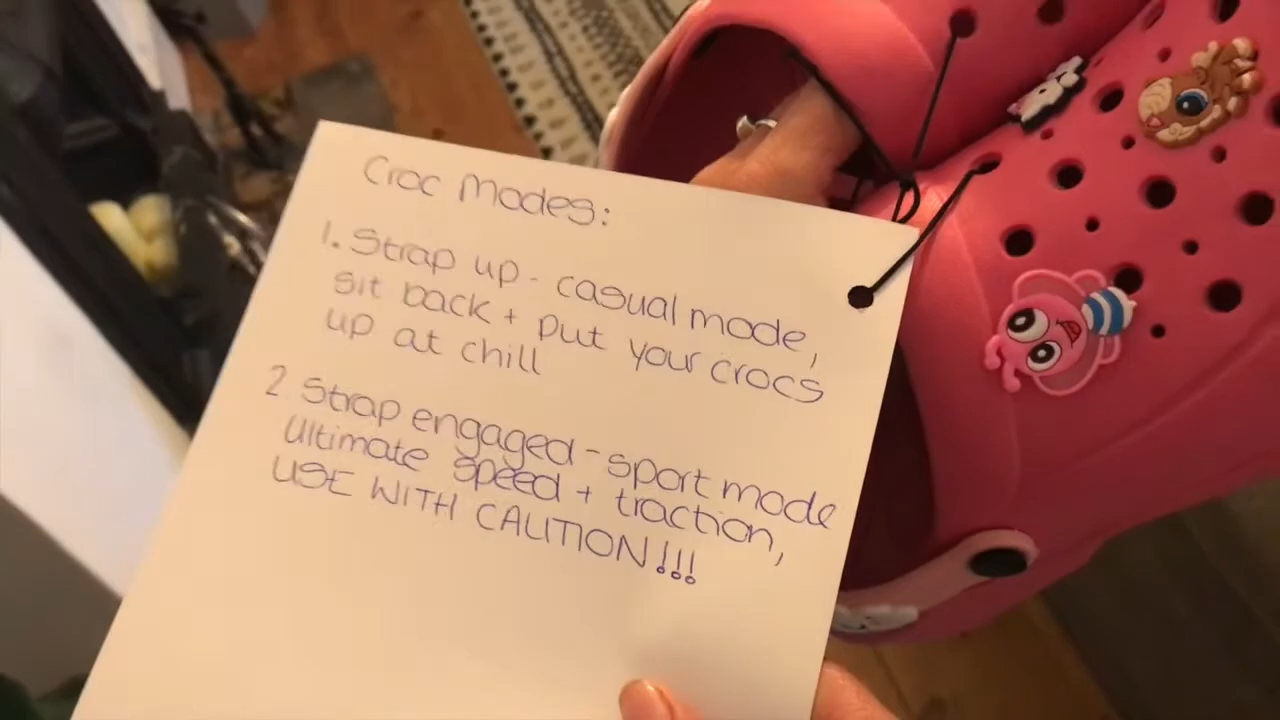 Croc Modes:
1. Strap up - casual mode,
sit back + put your crocs
up at chill
2 Strap engaged - sport mode
Ultimate speed + traction,
USE WITH CAUTION!!!